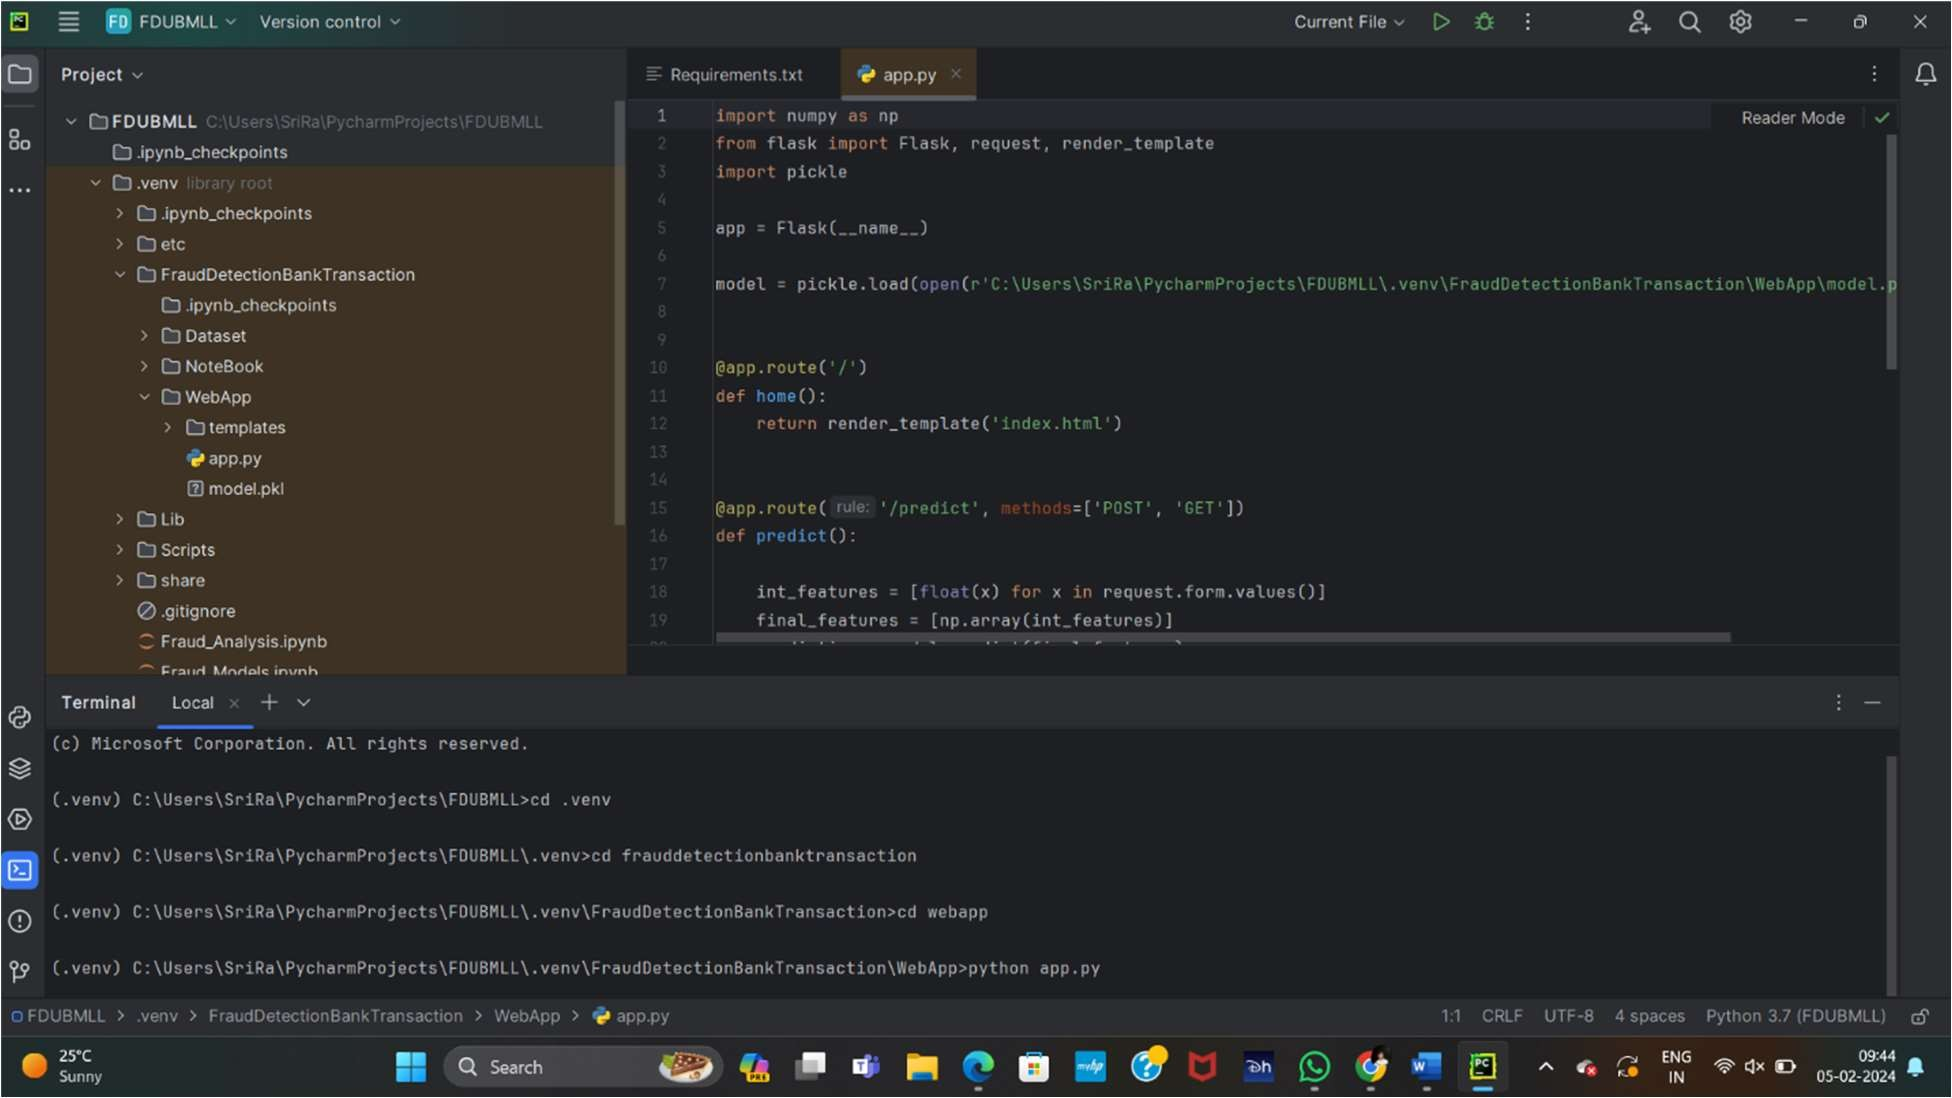 FD FDUBMLL Version control Current File
Project
Requirements.txt app.py
FDUBMLL C:\Users\SriRa\PycharmProjects\FDUBMLL
.ipynb_checkpoints
.venv library root
.ipynb_checkpoints
etc
FraudDetectionBankTransaction
.ipynb_checkpoints
Dataset
NoteBook
WebApp
templates
app.py
model.pkl
Lib
Scripts
share
.gitignore
Fraud_Analysis.ipynb
Fraud_Models.ipynb
Reader Mode
1 import numpy as np
2 from flask import Flask, request, render_template
3 import pickle
4
5 app = Flask(__name__)
6
7 model = pickle.load(open(r'C:\Users\SriRa\PycharmProjects\FDUBMLL\.venv\FraudDetectionBankTransaction\WebApp\model.p
8
9
10 @app.route('/')
11 def home():
12 return render_template('index.html')
13
14
15 @app.route( rule: '/predict', methods=['POST', 'GET'])
16 def predict():
17
18 int_features = [float(x) for x in request.form.values()]
19 final_features = [np.array(int_features)]
Terminal Local
(c) Microsoft Corporation. All rights reserved.
(.venv) C:\Users\SriRa\PycharmProjects\FDUBMLL>cd .venv
(.venv) C:\Users\SriRa\PycharmProjects\FDUBMLL\.venv>cd frauddetectionbanktransaction
(.venv) C:\Users\SriRa\PycharmProjects\FDUBMLL\.venv\FraudDetectionBankTransaction>cd webapp
(.venv) C:\Users\SriRa\PycharmProjects\FDUBMLL\.venv\FraudDetectionBankTransaction\WebApp>python app.py
FDUBMLL > .venv > FraudDetectionBankTransaction > WebApp > app.py 1:1 CRLF UTF-8 4 spaces Python 3.7 (FDUBMLL)
25°C
Sunny
Search
PRE
myhp
W
PC
ENG
IN
09:44
05-02-2024